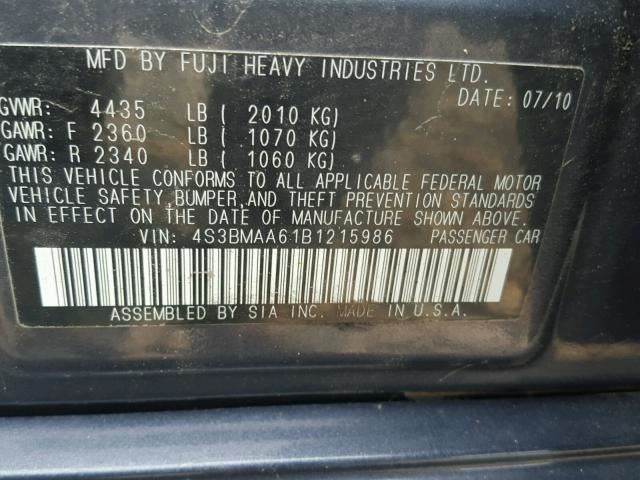 MFD BY FUJI HEAVY INDUSTRIES LTD.
DATE: 07/10
GVWR: 4435 LB ( 2010 KG)
GAWR: F 2360 LB ( 1070 KG)
GAWR: R 2340 LB ( 1060 KG)
THIS VEHICLE CONFORMS TO ALL APPLICABLE FEDERAL MOTOR
VEHICLE SAFETY, BUMPER, AND THEFT PREVENTION STANDARDS
IN EFFECT ON THE DATE OF MANUFACTURE SHOWN ABOVE.
VIN: 4S3BMAA61B1215986 PASSENGER CAR
ASSEMBLED BY SIA INC. MADE IN U.S.A.